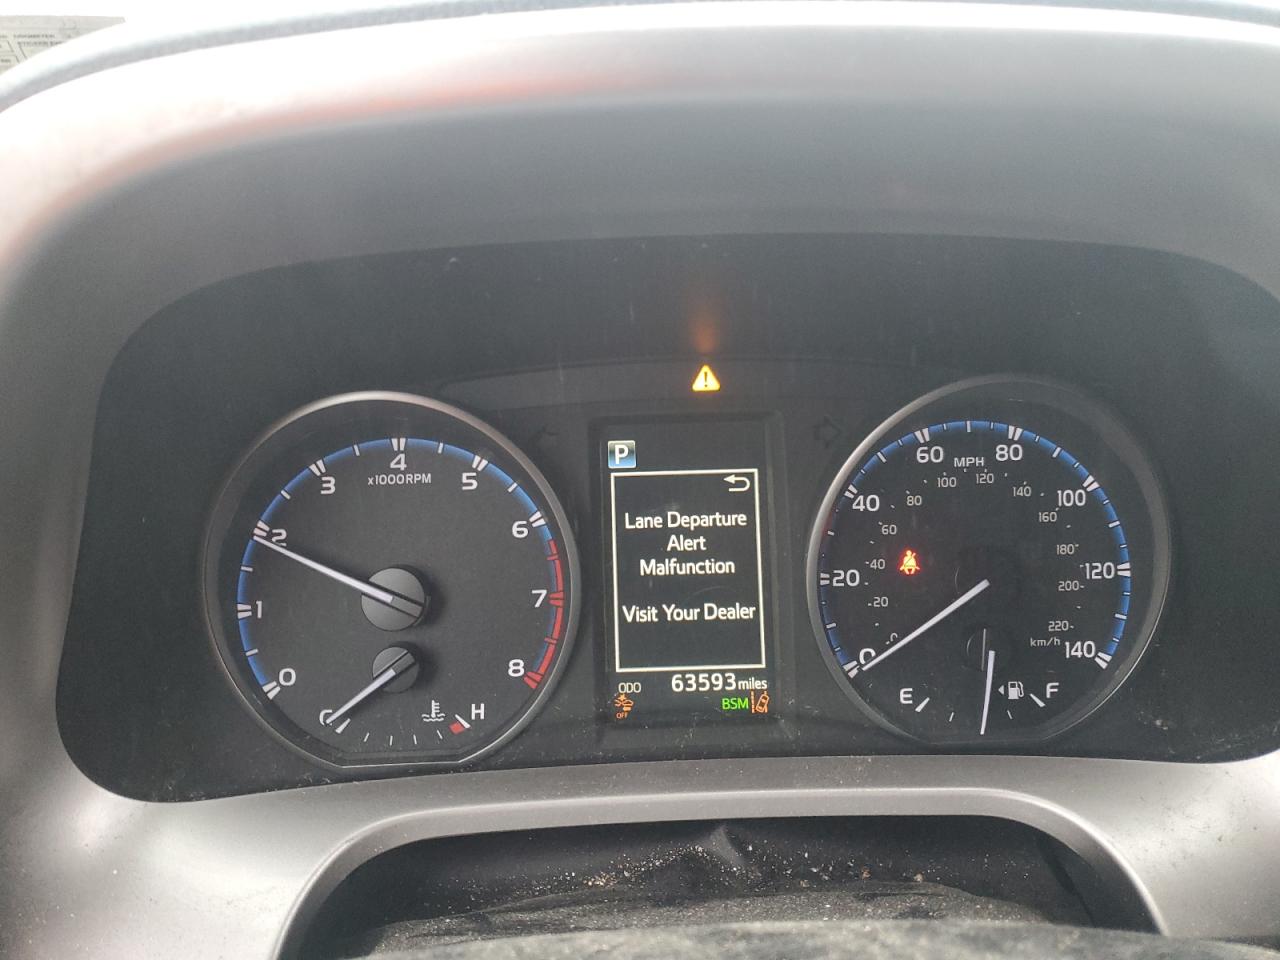 ODOMETER
P
Lane Departure
Alert
Malfunction
Visit Your Dealer
ODO 63593 miles
OFF
BSM
x1000RPM
0
1
2
3
4
5
6
7
8
H
MPH
0
20
40
60
80
100
120
140
0
20
40
60
80
100
120
140
160
180
200
220
km/h
E
F